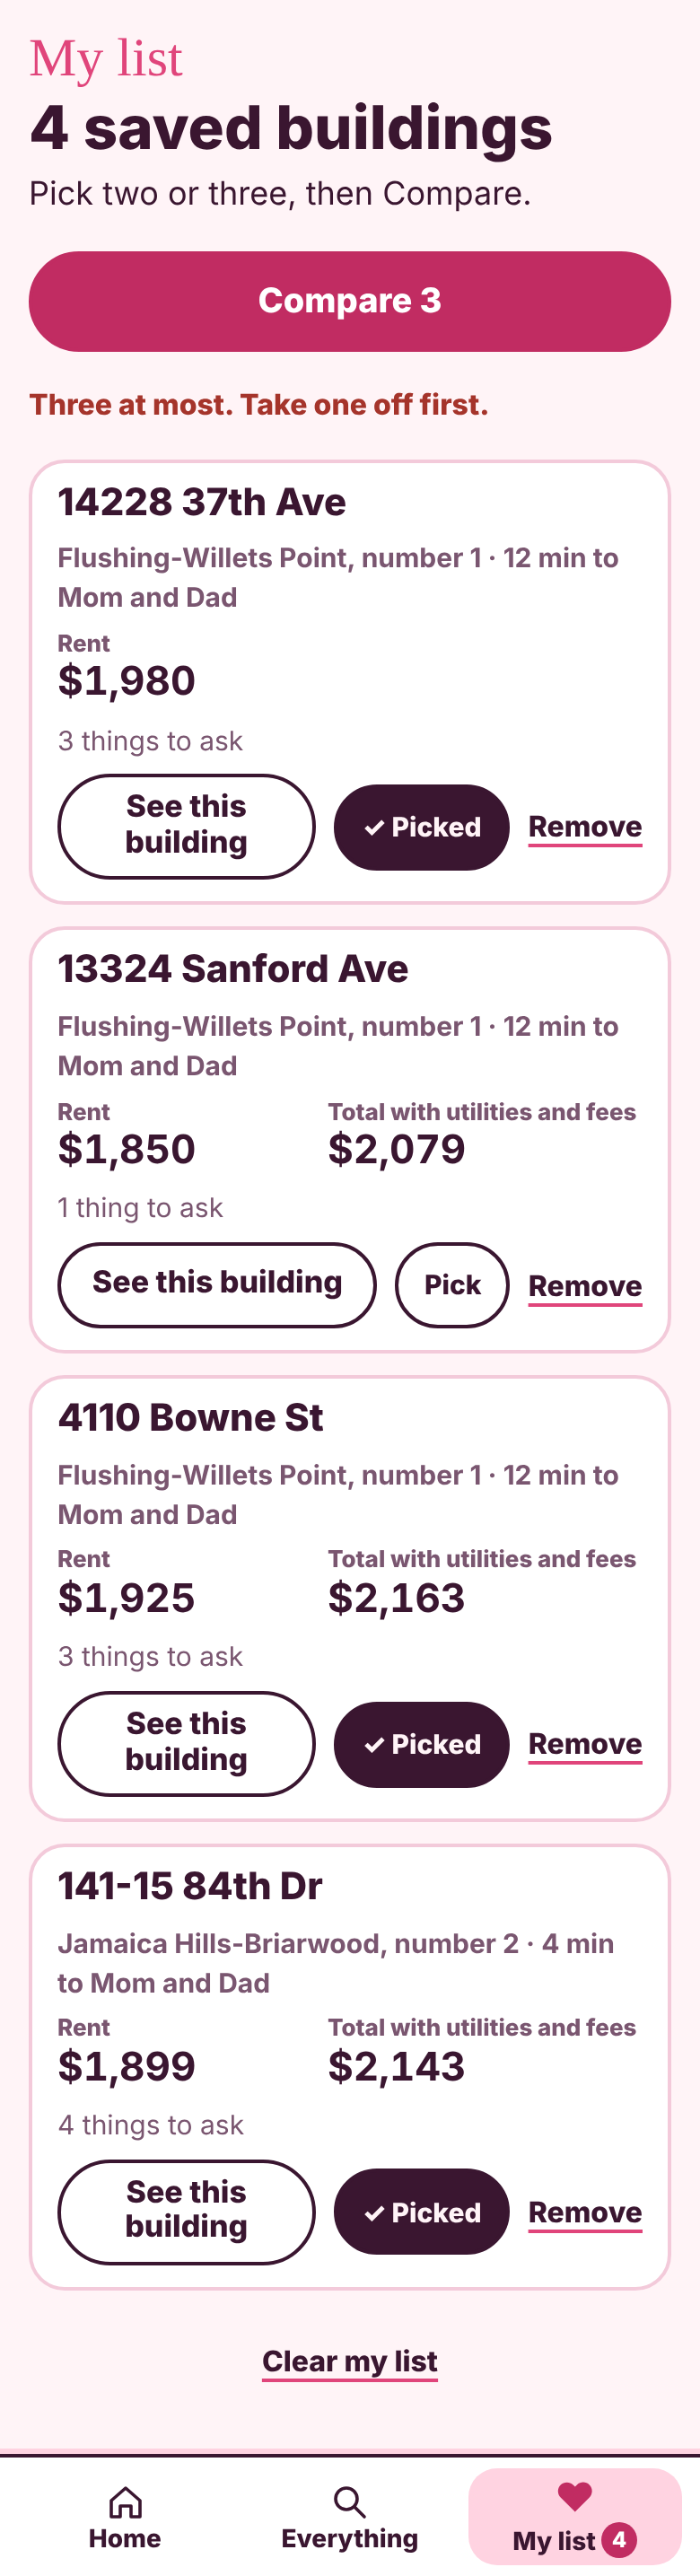 My list
4 saved buildings
Pick two or three, then Compare.
Compare 3
Three at most. Take one off first.
14228 37th Ave
Flushing-Willets Point, number 1 · 12 min to
Mom and Dad
Rent
$1,980
3 things to ask
See this
building
✓ Picked
Remove
13324 Sanford Ave
Flushing-Willets Point, number 1 · 12 min to
Mom and Dad
Rent
Total with utilities and fees
$1,850
$2,079
1 thing to ask
See this building
Pick
Remove
4110 Bowne St
Flushing-Willets Point, number 1 · 12 min to
Mom and Dad
Rent
Total with utilities and fees
$1,925
$2,163
3 things to ask
See this
building
✓ Picked
Remove
141-15 84th Dr
Jamaica Hills-Briarwood, number 2 · 4 min
to Mom and Dad
Rent
Total with utilities and fees
$1,899
$2,143
4 things to ask
See this
building
✓ Picked
Remove
Clear my list
Home
Everything
My list 4